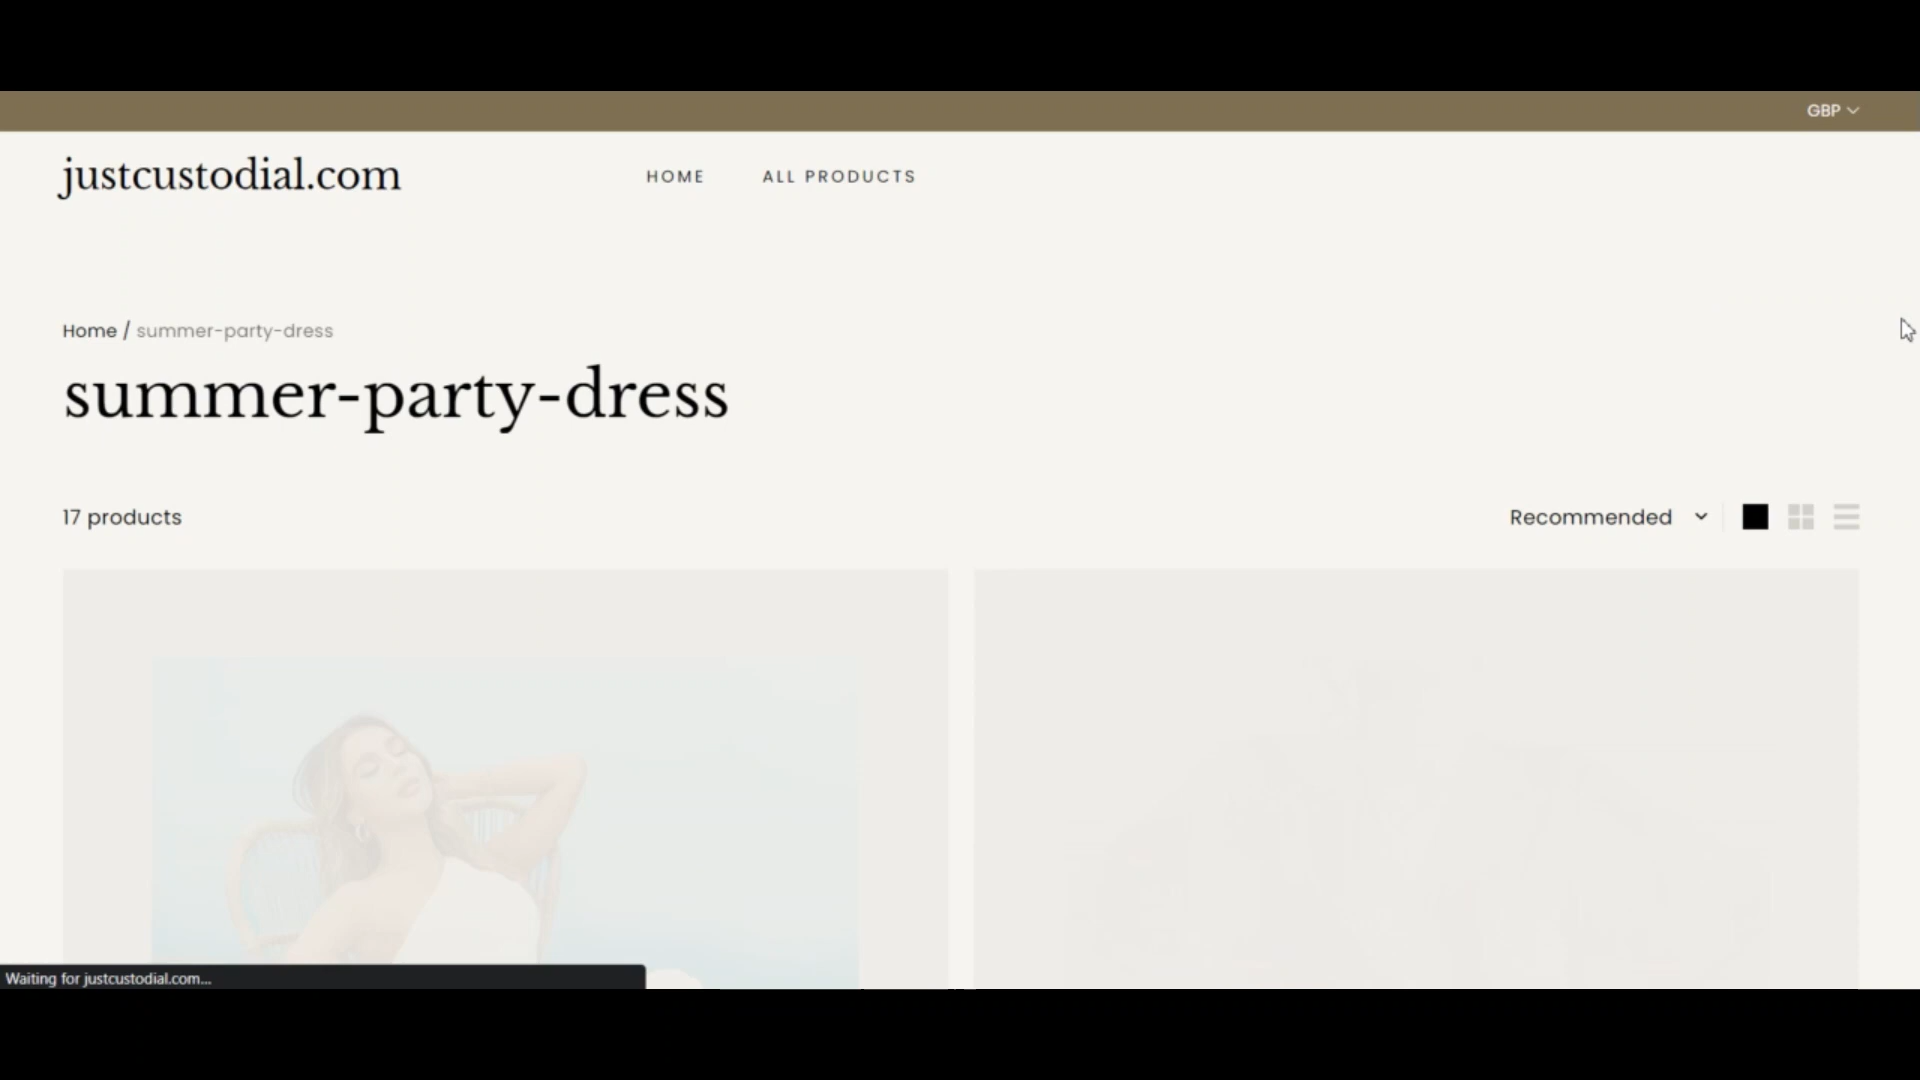 GBP
justcustodial.com
HOME
ALL PRODUCTS
Home / summer-party-dress
summer-party-dress
17 products
Recommended
Waiting for justcustodial.com...